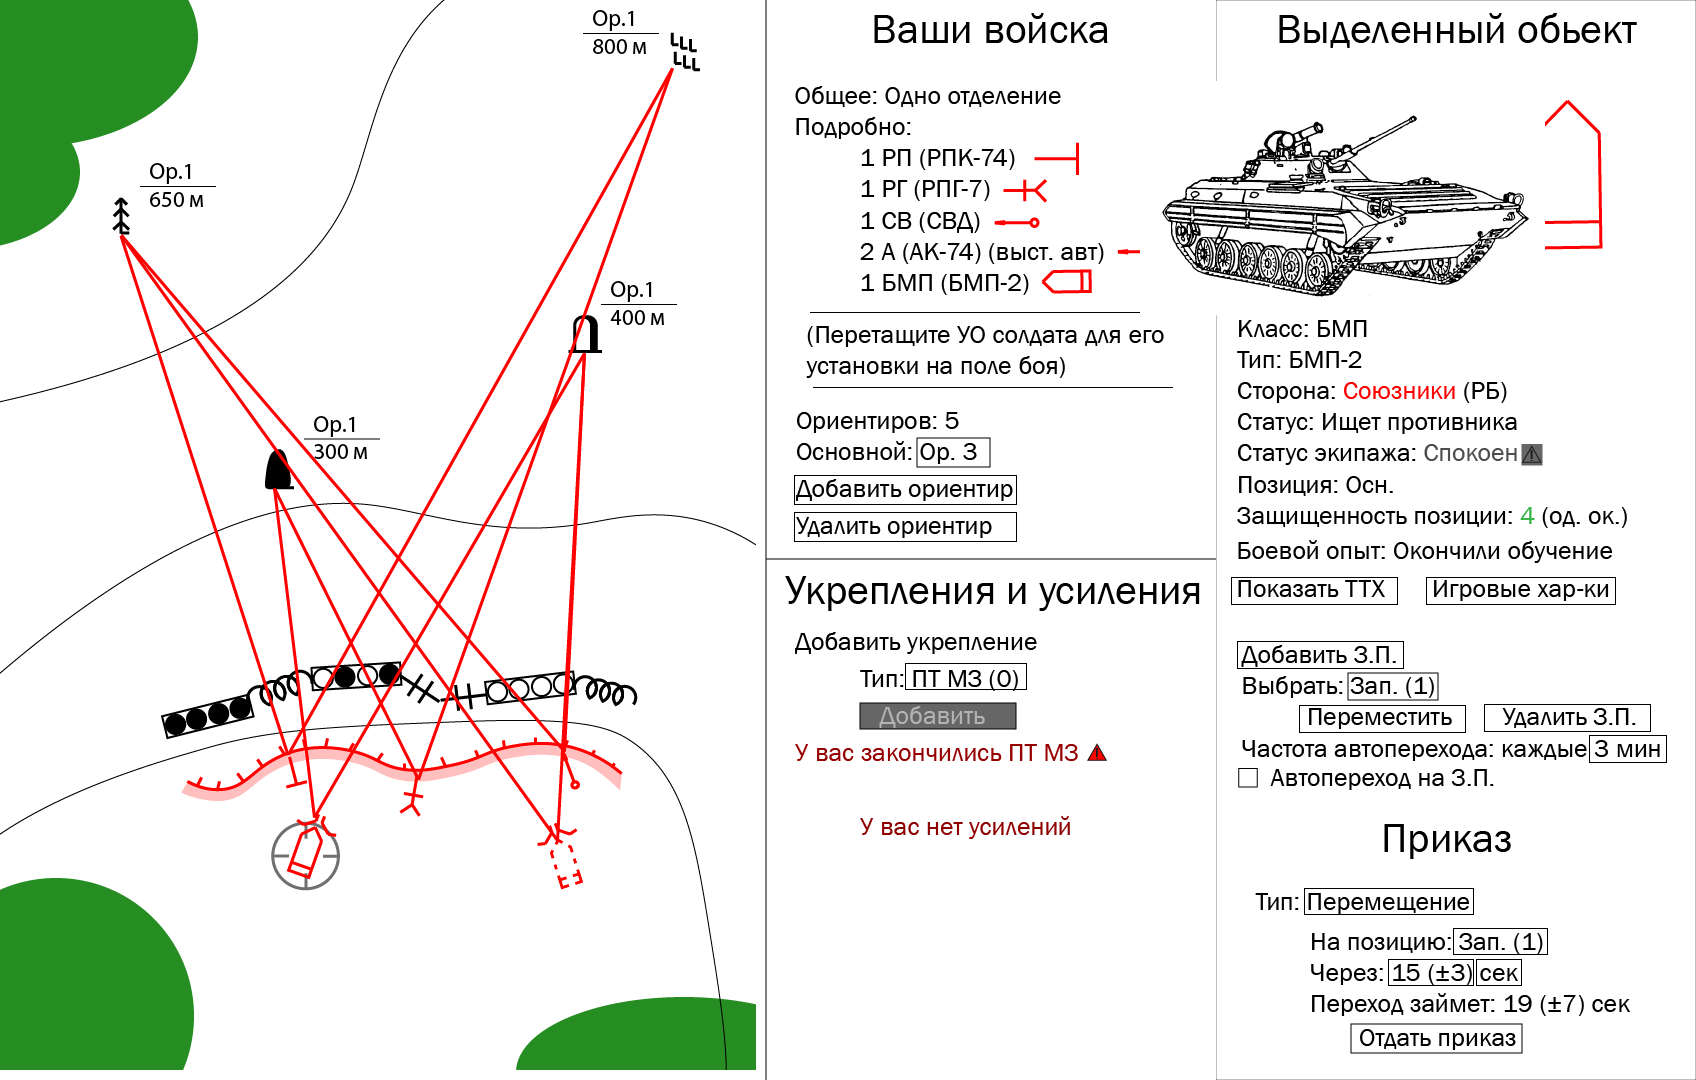 Ор.1
800 м
Ор.1
650 м
Ор.1
400 м
Ор.1
300 м
Ваши войска
Общее: Одно отделение
Подробно:
1 РП (РПК-74)
1 РГ (РПГ-7)
1 СВ (СВД)
2 А (АК-74) (выст. авт)
1 БМП (БМП-2)
(Перетащите УО солдата для его
установки на поле боя)
Ориентиров: 5
Основной: Ор. 3
Добавить ориентир
Удалить ориентир
Укрепления и усиления
Добавить укрепление
Тип: ПТ МЗ (0)
Добавить
У вас закончились ПТ МЗ
У вас нет усилений
Выделенный обьект
Класс: БМП
Тип: БМП-2
Сторона: Союзники (РБ)
Статус: Ищет противника
Статус экипажа: Спокоен
Позиция: Осн.
Защищенность позиции: 4 (од. ок.)
Боевой опыт: Окончили обучение
Показать ТТХ Игровые хар-ки
Добавить З.П.
Выбрать: Зап. (1)
Переместить Удалить З.П.
Частота автоперехода: каждые 3 мин
Автопереход на З.П.
Приказ
Тип: Перемещение
На позицию: Зап. (1)
Через: 15 (±3) сек
Переход займет: 19 (±7) сек
Отдать приказ